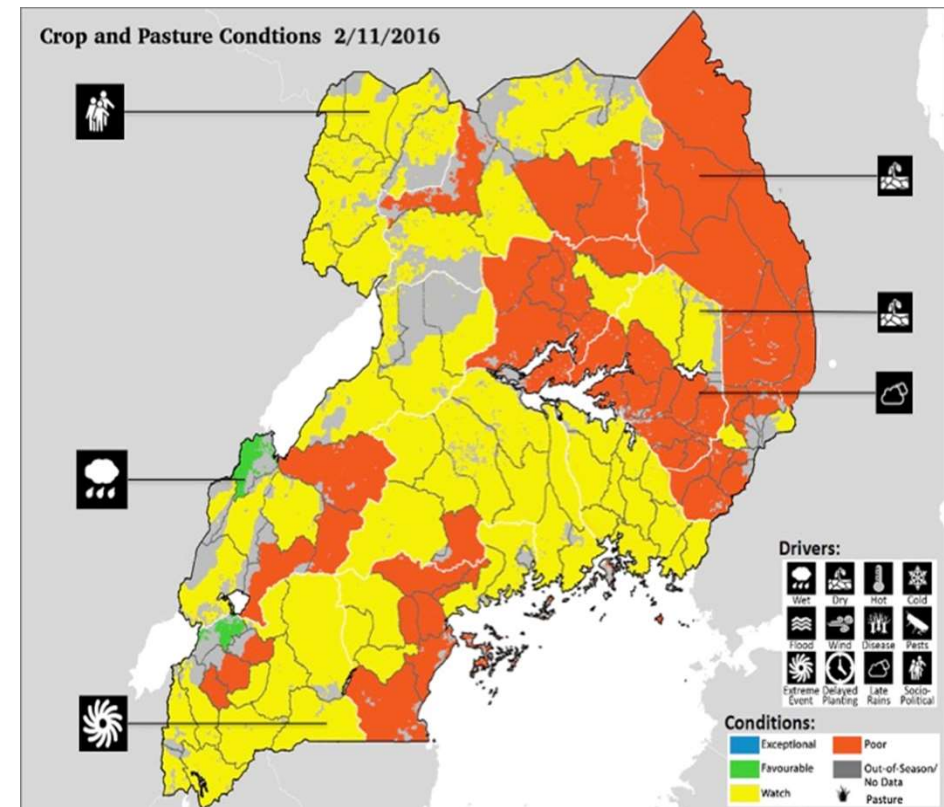 Crop and Pasture Condtions 2/11/2016
Drivers:
Wet Dry Hot Cold
Flood Wind Disease Pests
Extreme Event Delayed Planting Late Rains Socio-Political
Conditions:
Exceptional Poor
Favourable Out-of-Season/
No Data
Watch Pasture